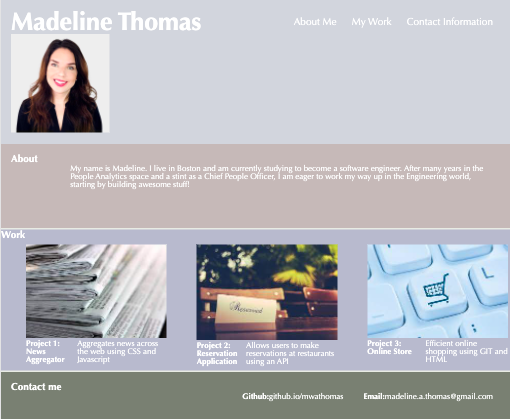 Madeline Thomas
About Me My Work Contact Information
About
My name is Madeline. I live in Boston and am currently studying to become a software engineer. After many years in the
People Analytics space and a stint as a Chief People Officer, I am eager to work my way up in the Engineering world,
starting by building awesome stuff!
Work
Reserved
Project 1:
News
Aggregator
Aggregates news across
the web using CSS and
Javascript
Project 2:
Reservation
Application
Allows users to make
reservations at restaurants
using an API
Project 3:
Online Store
Efficient online
shopping using GIT and
HTML
Contact me
Github:github.io/mwathomas Email:madeline.a.thomas@gmail.com